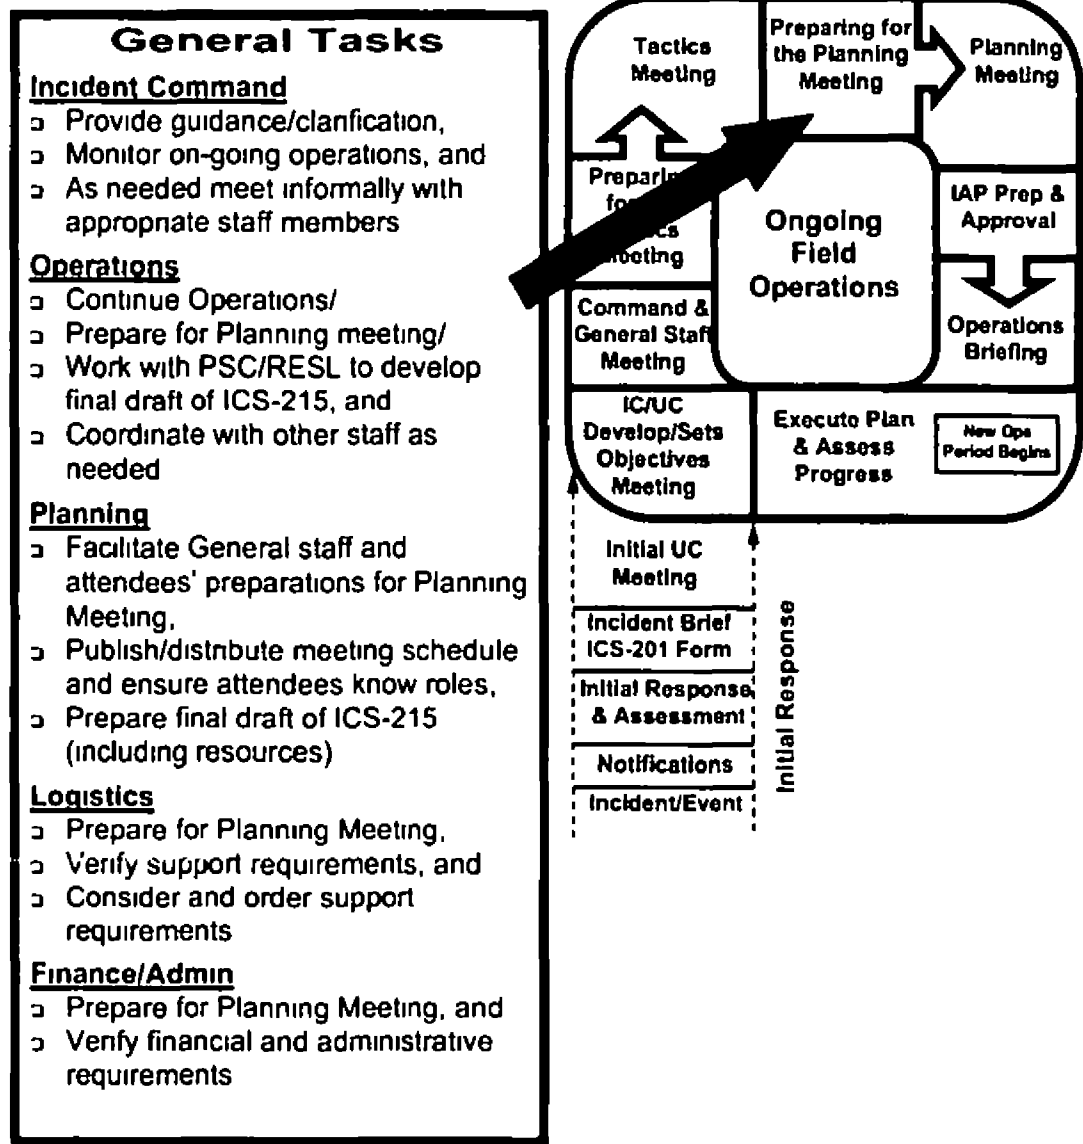 General Tasks
Incident Command
Provide guidance/clarification,
Monitor on-going operations, and
As needed meet informally with
appropriate staff members
Operations
Continue Operations/
Prepare for Planning meeting/
Work with PSC/RESL to develop
final draft of ICS-215, and
Coordinate with other staff as
needed
Planning
Facilitate General staff and
attendees' preparations for Planning
Meeting,
Publish/distribute meeting schedule
and ensure attendees know roles,
Prepare final draft of ICS-215
(including resources)
Logistics
Prepare for Planning Meeting,
Verify support requirements, and
Consider and order support
requirements
Finance/Admin
Prepare for Planning Meeting, and
Verify financial and administrative
requirements
Tactics
Meeting
Preparing for
the Planning
Meeting
Planning
Meeting
IAP Prep &
Approval
Operations
Briefing
Ongoing
Field
Operations
Command &
General Staff
Meeting
IC/UC
Develop/Sets
Objectives
Meeting
Execute Plan
& Assess
Progress
New Ops
Period Begins
Initial UC
Meeting
Incident Brief
ICS-201 Form
Initial Response
& Assessment
Notifications
Incident/Event
Initial Response